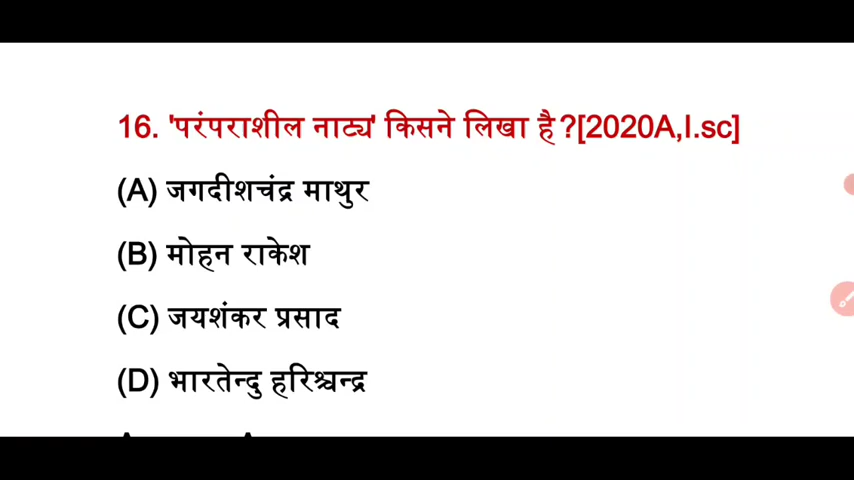 16. 'परंपराशील नाट्य' किसने लिखा है?[2020A,I.sc]
(A) जगदीशचंद्र माथुर
(B) मोहन राकेश
(C) जयशंकर प्रसाद
(D) भारतेन्दु हरिश्चन्द्र